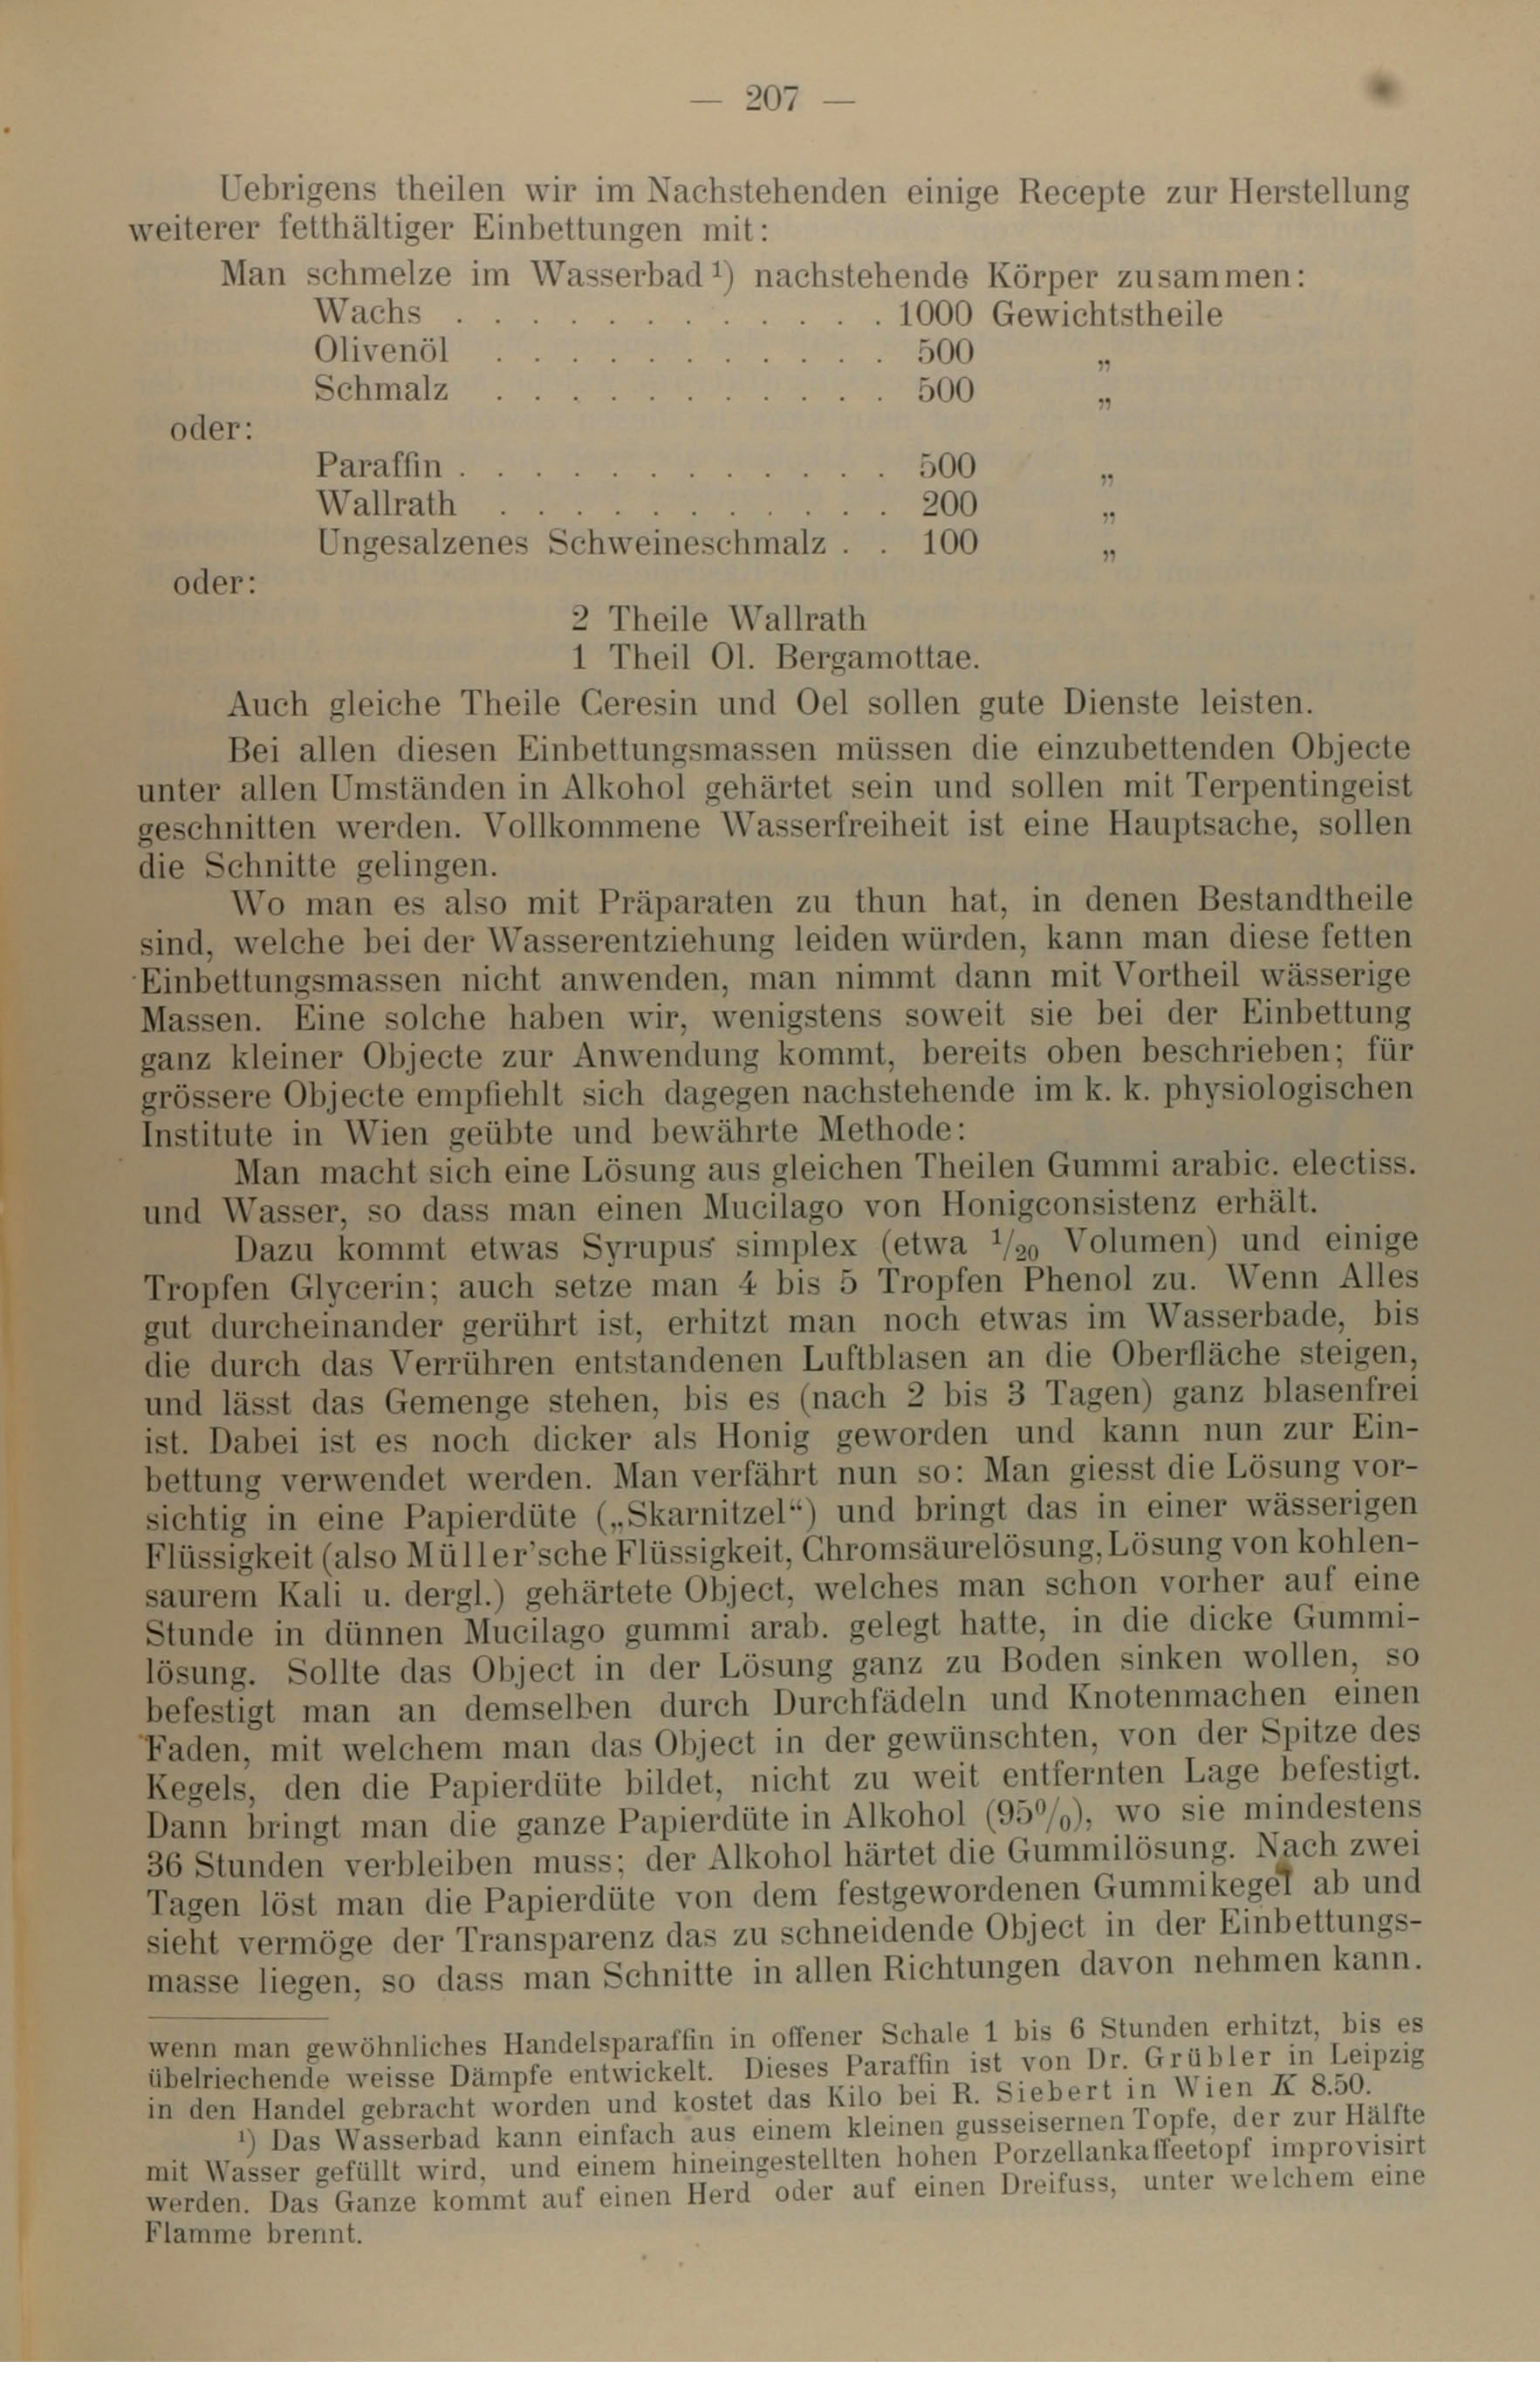 — 207 —
Uebrigens theilen wir im Nachstehenden einige Recepte zur Herstellung
weiterer fetthältiger Einbettungen mit:
Man schmelze im Wasserbad ¹) nachstehende Körper zusammen:
Wachs . . . . . . . . . . . . 1000 Gewichtstheile
Olivenöl . . . . . . . . . . . 500 „
Schmalz . . . . . . . . . . . 500 „
oder:
Paraffin . . . . . . . . . . . . 500 „
Wallrath . . . . . . . . . . . 200 „
Ungesalzenes Schweineschmalz . . 100 „
oder:
2 Theile Wallrath
1 Theil Ol. Bergamottae.
Auch gleiche Theile Ceresin und Oel sollen gute Dienste leisten.
Bei allen diesen Einbettungsmassen müssen die einzubettenden Objecte
unter allen Umständen in Alkohol gehärtet sein und sollen mit Terpentingeist
geschnitten werden. Vollkommene Wasserfreiheit ist eine Hauptsache, sollen
die Schnitte gelingen.
Wo man es also mit Präparaten zu thun hat, in denen Bestandtheile
sind, welche bei der Wasserentziehung leiden würden, kann man diese fetten
Einbettungsmassen nicht anwenden, man nimmt dann mit Vortheil wässerige
Massen. Eine solche haben wir, wenigstens soweit sie bei der Einbettung
ganz kleiner Objecte zur Anwendung kommt, bereits oben beschrieben; für
grössere Objecte empfiehlt sich dagegen nachstehende im k. k. physiologischen
Institute in Wien geübte und bewährte Methode:
Man macht sich eine Lösung aus gleichen Theilen Gummi arabic. electiss.
und Wasser, so dass man einen Mucilago von Honigconsistenz erhält.
Dazu kommt etwas Syrupus simplex (etwa ¹/₂₀ Volumen) und einige
Tropfen Glycerin; auch setze man 4 bis 5 Tropfen Phenol zu. Wenn Alles
gut durcheinander gerührt ist, erhitzt man noch etwas im Wasserbade, bis
die durch das Verrühren entstandenen Luftblasen an die Oberfläche steigen,
und lässt das Gemenge stehen, bis es (nach 2 bis 3 Tagen) ganz blasenfrei
ist. Dabei ist es noch dicker als Honig geworden und kann nun zur Ein-
bettung verwendet werden. Man verfährt nun so: Man giesst die Lösung vor-
sichtig in eine Papierdüte („Skarnitzel“) und bringt das in einer wässerigen
Flüssigkeit (also Müller'sche Flüssigkeit, Chromsäurelösung, Lösung von kohlen-
saurem Kali u. dergl.) gehärtete Object, welches man schon vorher auf eine
Stunde in dünnen Mucilago gummi arab. gelegt hatte, in die dicke Gummi-
lösung. Sollte das Object in der Lösung ganz zu Boden sinken wollen, so
befestigt man an demselben durch Durchfädeln und Knotenmachen einen
Faden, mit welchem man das Object in der gewünschten, von der Spitze des
Kegels, den die Papierdüte bildet, nicht zu weit entfernten Lage befestigt.
Dann bringt man die ganze Papierdüte in Alkohol (95⁰/₀), wo sie mindestens
36 Stunden verbleiben muss; der Alkohol härtet die Gummilösung. Nach zwei
Tagen löst man die Papierdüte von dem festgewordenen Gummikegel ab und
sieht vermöge der Transparenz das zu schneidende Object in der Einbettungs-
masse liegen, so dass man Schnitte in allen Richtungen davon nehmen kann.
wenn man gewöhnliches Handelsparaffin in offener Schale 1 bis 6 Stunden erhitzt, bis es
übelriechende weisse Dämpfe entwickelt. Dieses Paraffin ist von Dr. Grübler in Leipzig
in den Handel gebracht worden und kostet das Kilo bei R. Siebert in Wien K 8.50.
¹) Das Wasserbad kann einfach aus einem kleinen gusseisernen Topfe, der zur Hälfte
mit Wasser gefüllt wird, und einem hineingestellten hohen Porzellankaffeetopf improvisirt
werden. Das Ganze kommt auf einen Herd oder auf einen Dreifuss, unter welchem eine
Flamme brennt.